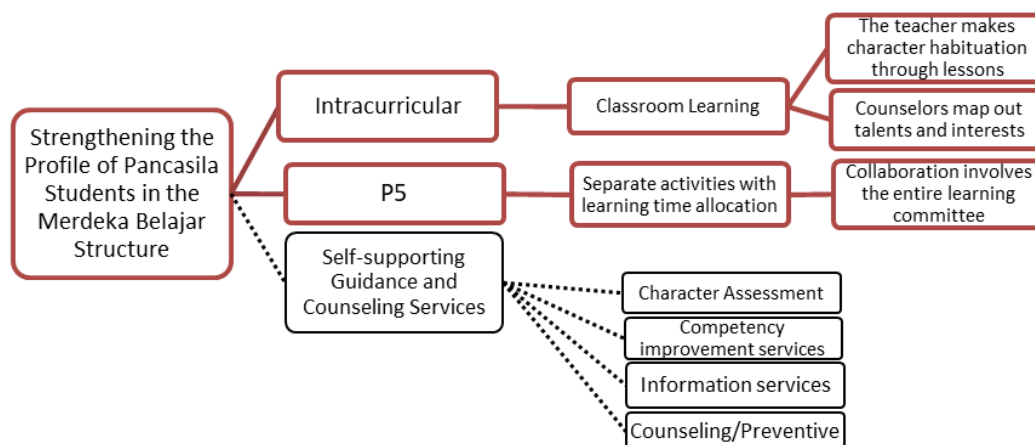 Strengthening the
Profile of Pancasila
Students in the
Merdeka Belajar
Structure
Intracurricular
Classroom Learning
The teacher makes
character habituation
through lessons
Counselors map out
talents and interests
P5
Separate activities with
learning time allocation
Collaboration involves
the entire learning
committee
Self-supporting
Guidance and
Counseling Services
Character Assessment
Competency
improvement services
Information services
Counseling/Preventive